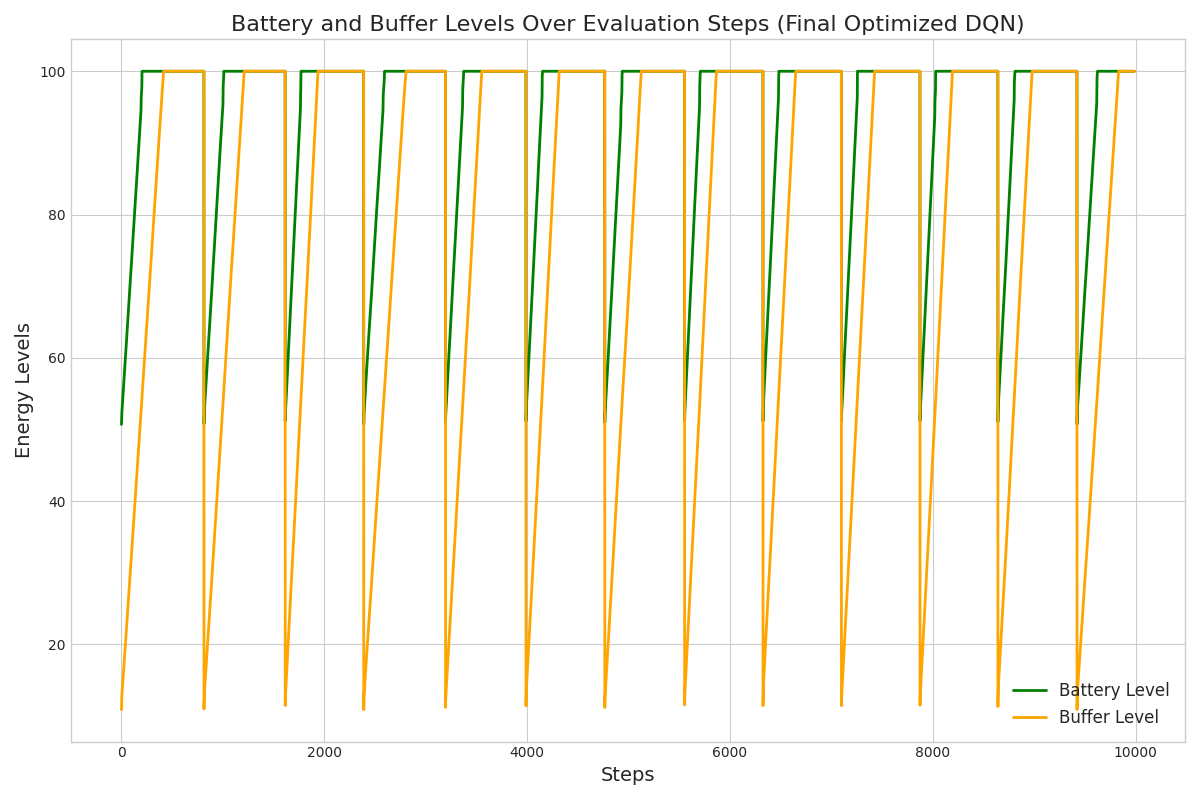 Battery and Buffer Levels Over Evaluation Steps (Final Optimized DQN)
100
80
60
40
20
Energy Levels
0
2000
4000
6000
8000
10000
Steps
Battery Level
Buffer Level